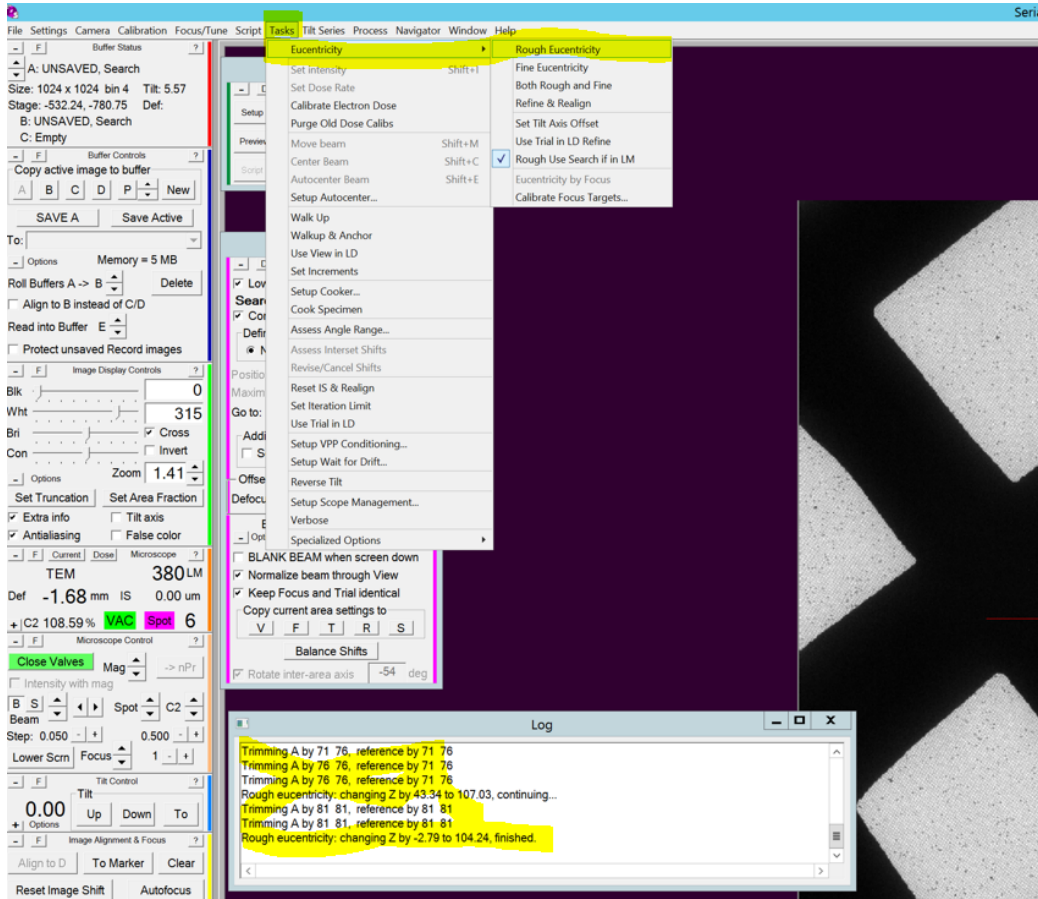 Seria
File Settings Camera Calibration Focus/Tune Script Tasks Tilt Series Process Navigator Window Help
- F Buffer Status ?
A: UNSAVED, Search
Size: 1024 x 1024 bin 4 Tilt: 5.57
Stage: -532.24, -780.75 Def:
B: UNSAVED, Search
C: Empty
- F Buffer Controls ?
Copy active image to buffer
A B C D P New
SAVE A Save Active
To:
- Options Memory = 5 MB
Roll Buffers A -> B Delete
Align to B instead of C/D
Read into Buffer E
Protect unsaved Record images
- F Image Display Controls ?
Blk 0
Wht 315
Bri Cross
Con Invert
- Options Zoom 1.41
Set Truncation Set Area Fraction
Extra info Tilt axis
Antialiasing False color
- F Current Dose Microscope ?
TEM 380 LM
Def -1.68 mm IS 0.00 um
+ C2 108.59% VAC Spot 6
- F Microscope Control ?
Close Valves Mag -> nPr
Intensity with mag
B S Spot C2
Beam
Step: 0.050 - + 0.500 - +
Lower Scrn Focus 1 - +
- F Tilt Control ?
Tilt
0.00 Up Down To
+ Options
- F Image Alignment & Focus ?
Align to D To Marker Clear
Reset Image Shift Autofocus
Setup
Preview
Script
Low
Sear
Con
Defin
N
Position
Maxim
Go to:
Addi
S
Offse
Defocu
- Opt
BLANK BEAM when screen down
Normalize beam through View
Keep Focus and Trial identical
Copy current area settings to
V F T R S
Balance Shifts
Rotate inter-area axis -54 deg
Eucentricity
Set Intensity Shift+I
Set Dose Rate
Calibrate Electron Dose
Purge Old Dose Calibs
Move beam Shift+M
Center Beam Shift+C
Autocenter Beam Shift+E
Setup Autocenter...
Walk Up
Walkup & Anchor
Use View in LD
Set Increments
Setup Cooker...
Cook Specimen
Assess Angle Range...
Assess Interset Shifts
Revise/Cancel Shifts
Reset IS & Realign
Set Iteration Limit
Use Trial in LD
Setup VPP Conditioning...
Setup Wait for Drift...
Reverse Tilt
Setup Scope Management...
Verbose
Specialized Options
Rough Eucentricity
Fine Eucentricity
Both Rough and Fine
Refine & Realign
Set Tilt Axis Offset
Use Trial in LD Refine
Rough Use Search if in LM
Eucentricity by Focus
Calibrate Focus Targets...
Log
Trimming A by 71 76, reference by 71 76
Trimming A by 76 76, reference by 71 76
Trimming A by 76 76, reference by 71 76
Rough eucentricity: changing Z by 43.34 to 107.03, continuing...
Trimming A by 81 81, reference by 81 81
Trimming A by 81 81, reference by 81 81
Rough eucentricity: changing Z by -2.79 to 104.24, finished.